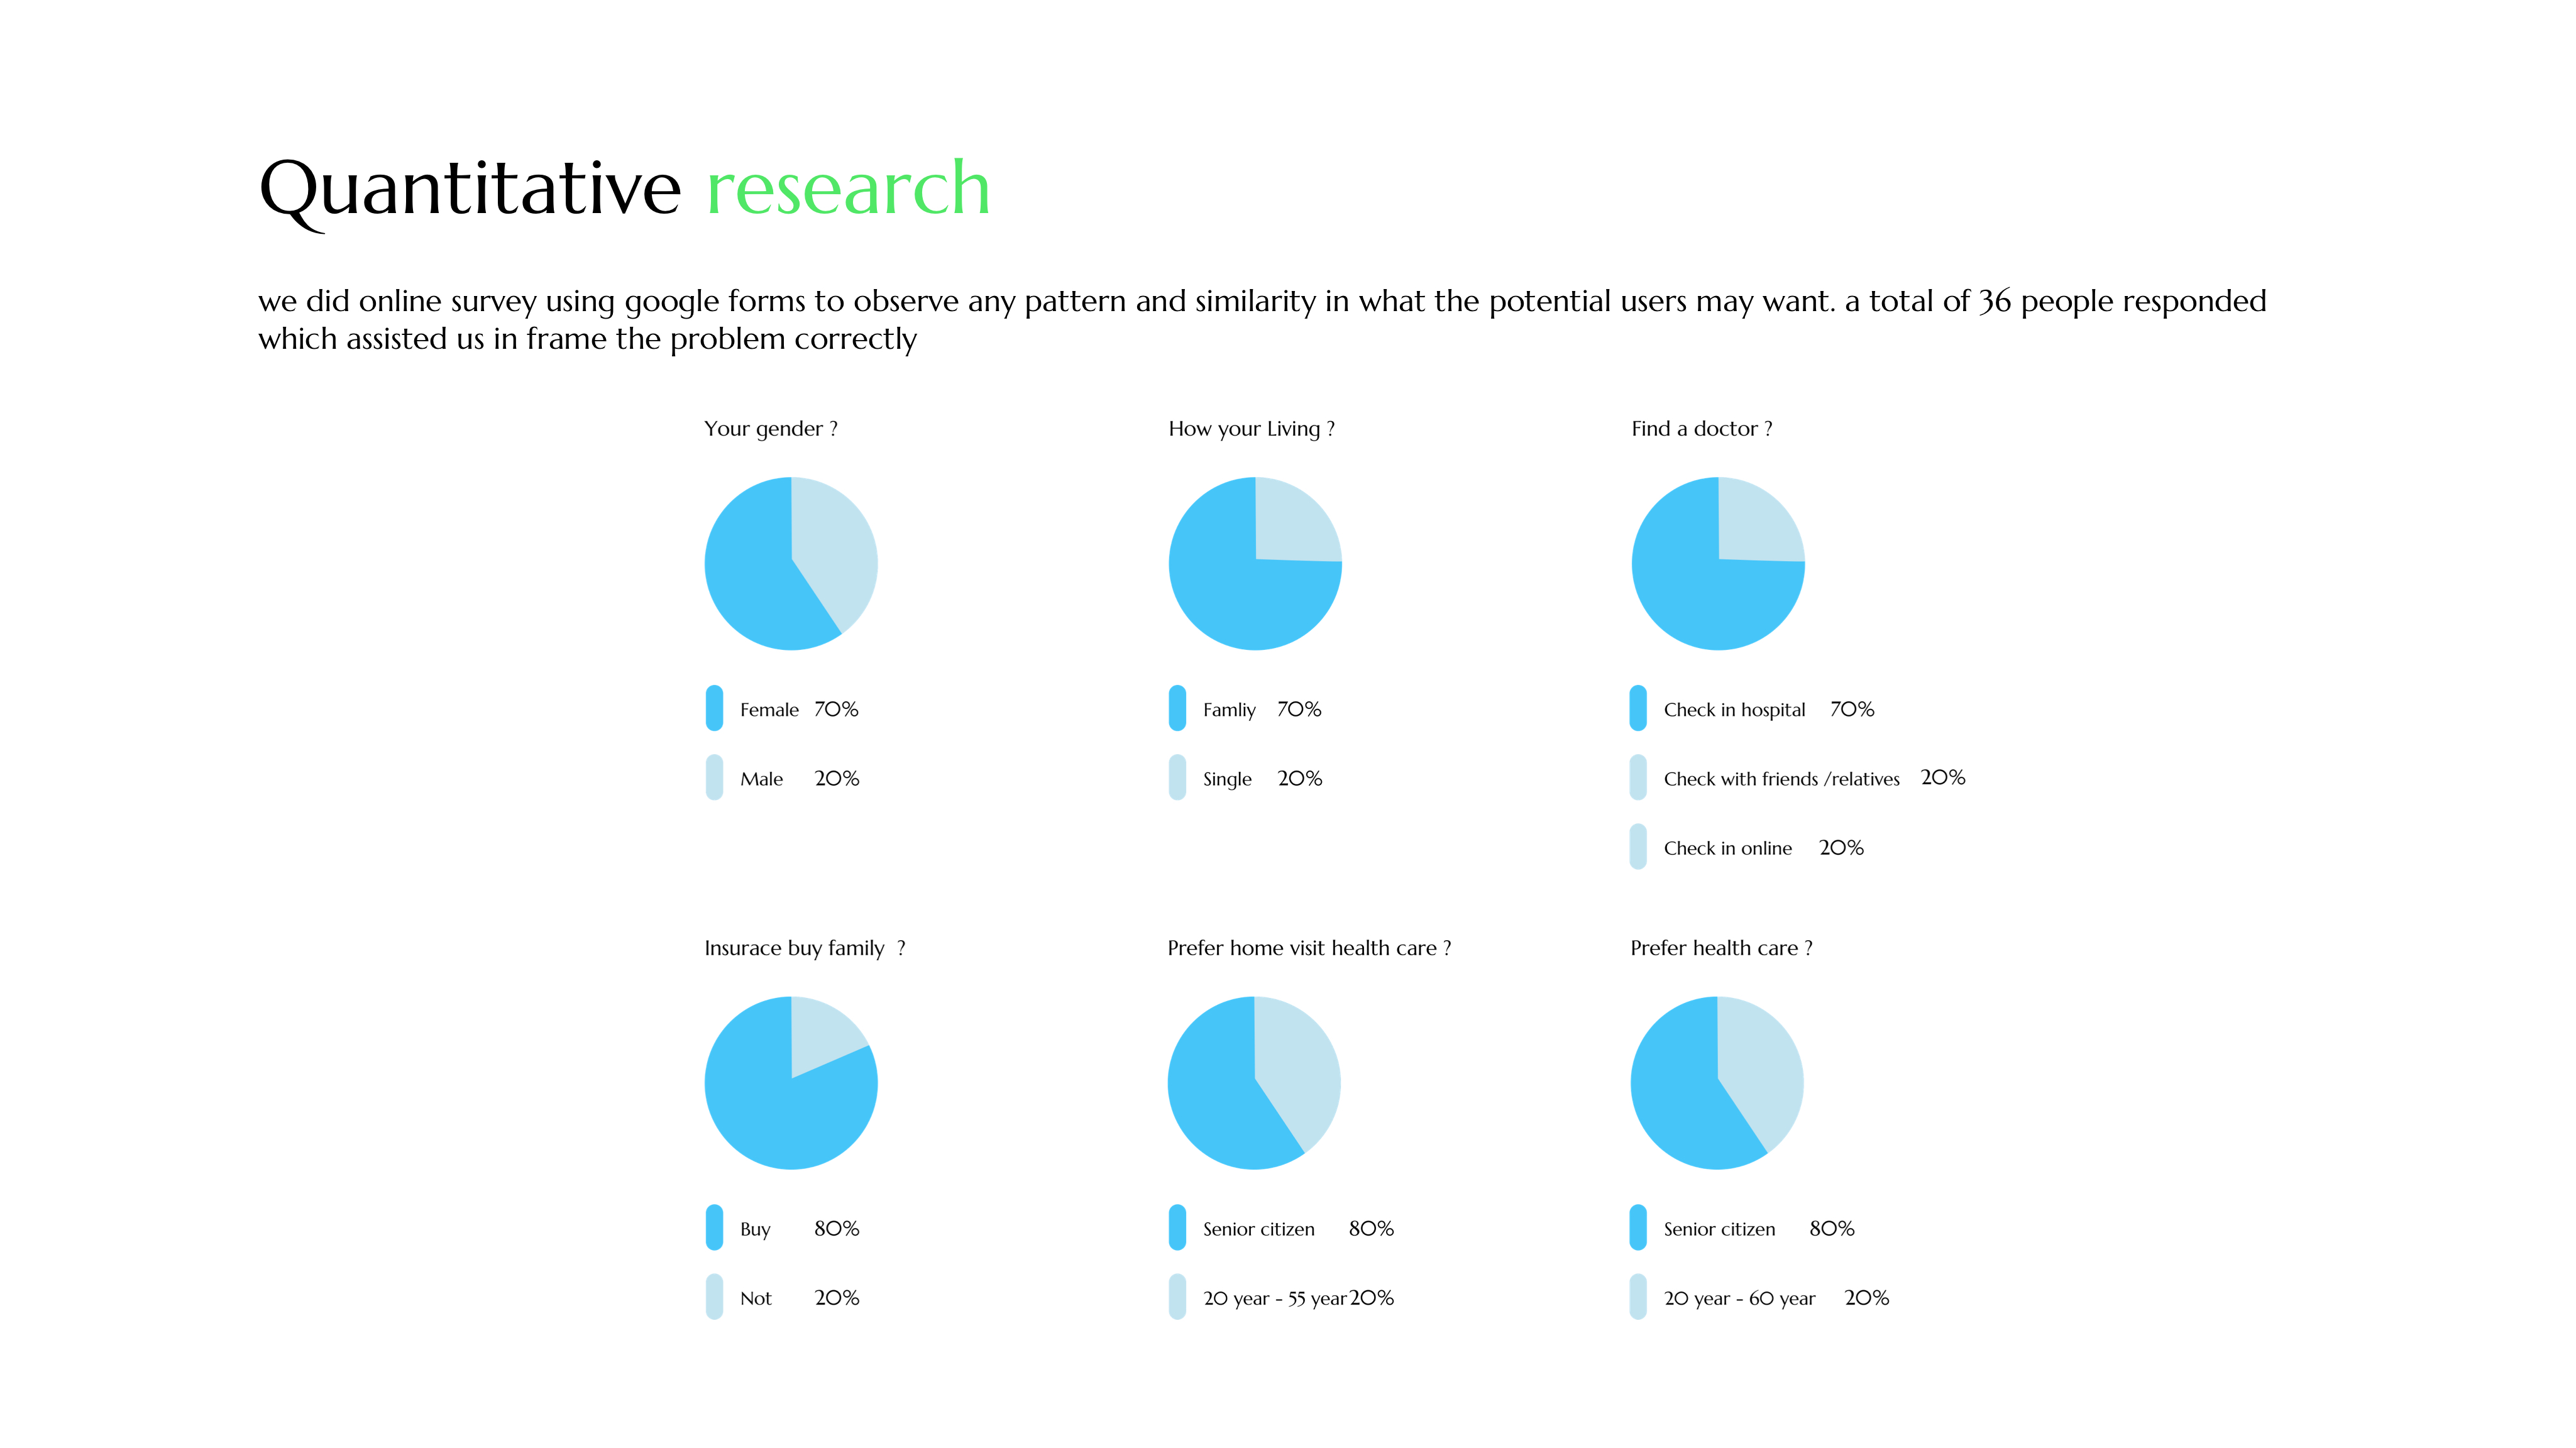 Quantitative research
we did online survey using google forms to observe any pattern and similarity in what the potential users may want. a total of 36 people responded
which assisted us in frame the problem correctly
Your gender ?
Female 70%
Male 20%
How your Living ?
Famliy 70%
Single 20%
Find a doctor ?
Check in hospital 70%
Check with friends /relatives 20%
Check in online 20%
Insurace buy family ?
Buy 80%
Not 20%
Prefer home visit health care ?
Senior citizen 80%
20 year - 55 year 20%
Prefer health care ?
Senior citizen 80%
20 year - 60 year 20%